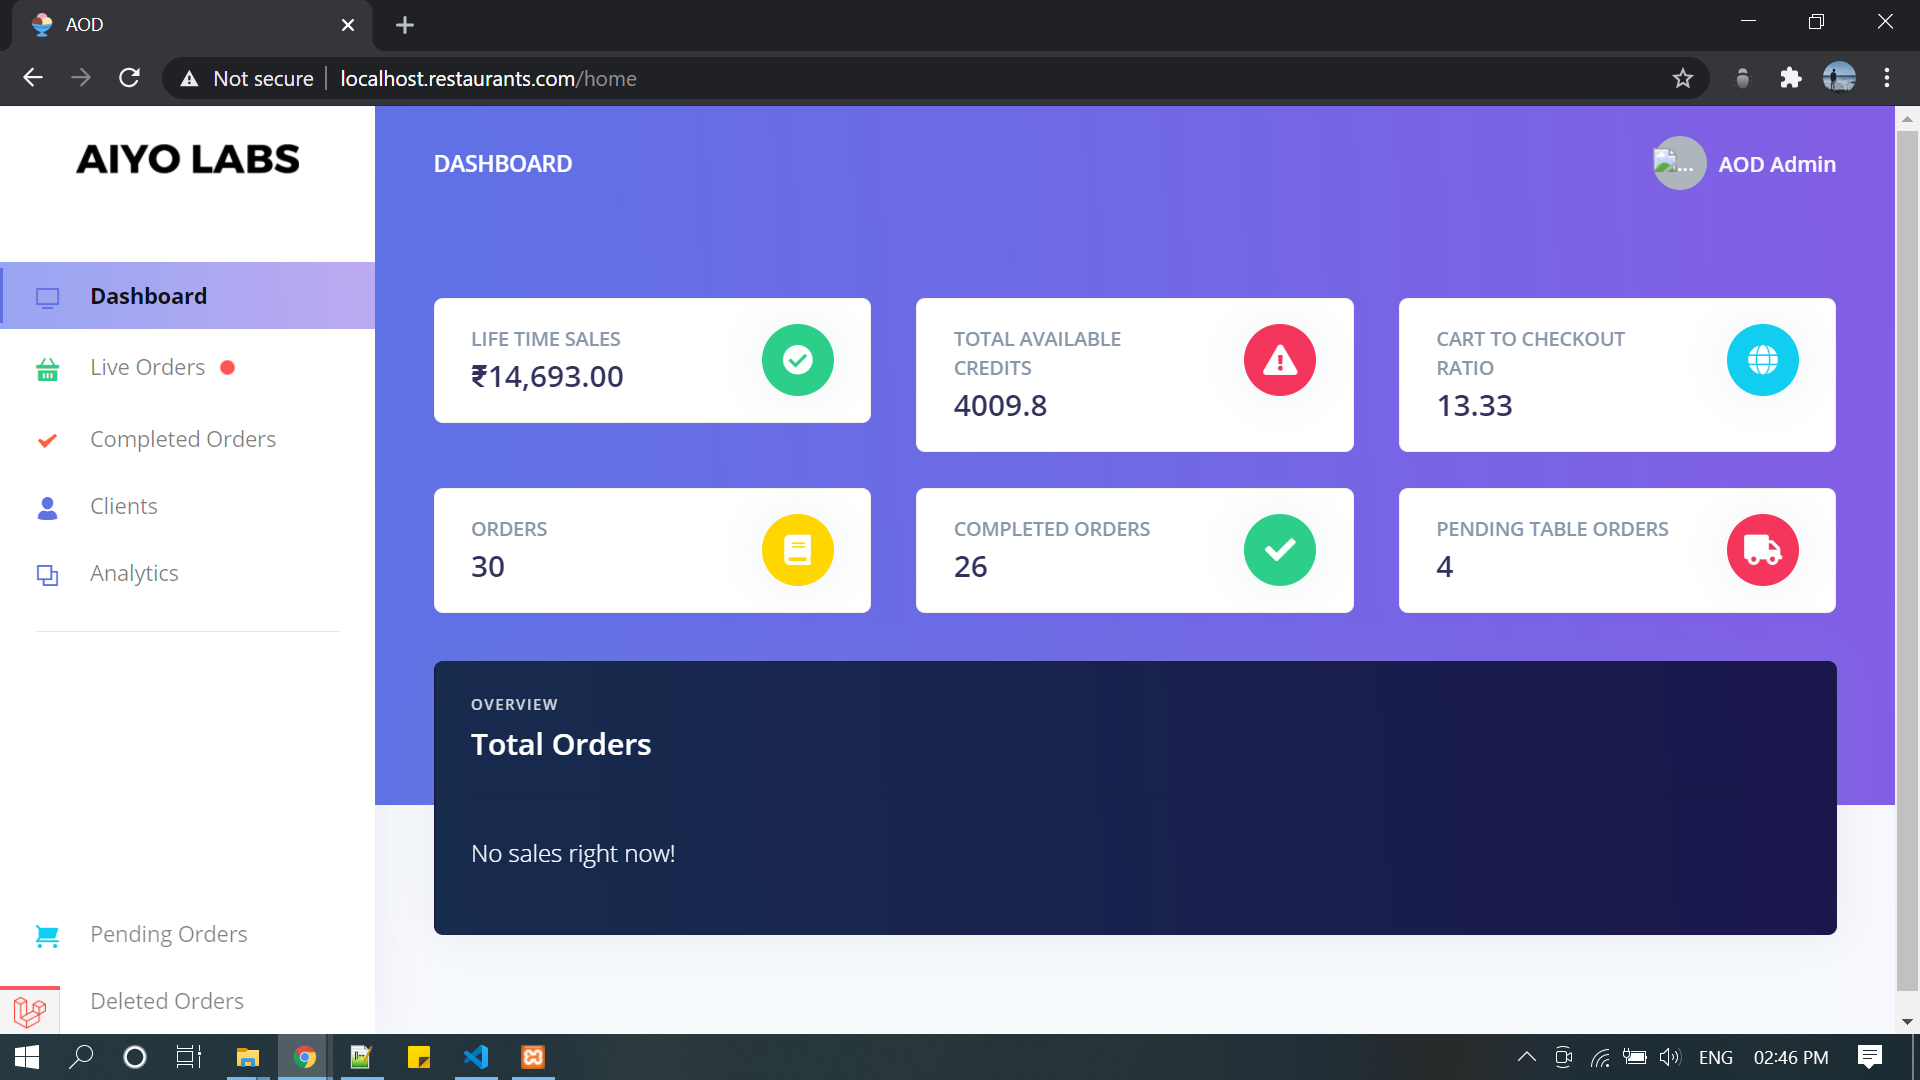 AOD
Not secure
localhost.restaurants.com/home
AIYO LABS
Dashboard
Live Orders
Completed Orders
Clients
Analytics
Pending Orders
Deleted Orders
DASHBOARD
...
AOD Admin
LIFE TIME SALES
₹14,693.00
TOTAL AVAILABLE
CREDITS
4009.8
CART TO CHECKOUT
RATIO
13.33
ORDERS
30
COMPLETED ORDERS
26
PENDING TABLE ORDERS
4
OVERVIEW
Total Orders
No sales right now!
ENG
02:46 PM